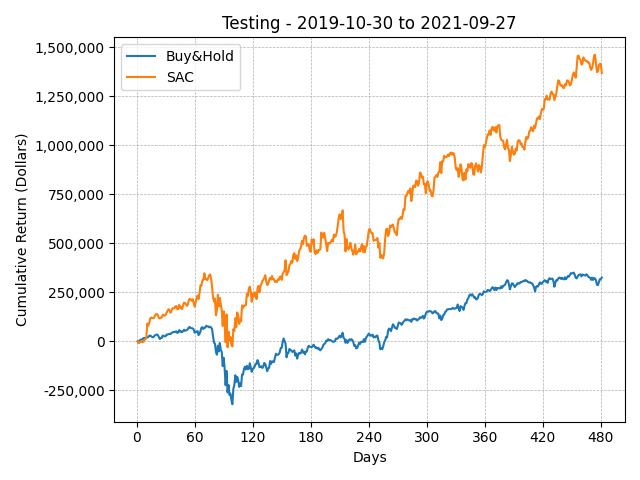 Testing - 2019-10-30 to 2021-09-27
Buy&Hold
SAC
Cumulative Return (Dollars)
1,500,000
1,250,000
1,000,000
750,000
500,000
250,000
0
-250,000
0 60 120 180 240 300 360 420 480
Days